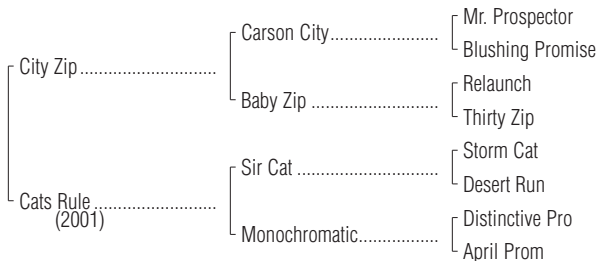 Mr. Prospector
Carson City
Blushing Promise
City Zip
Relaunch
Baby Zip
Thirty Zip
Storm Cat
Sir Cat
Desert Run
Cats Rule
(2001)
Distinctive Pro
Monochromatic
April Prom